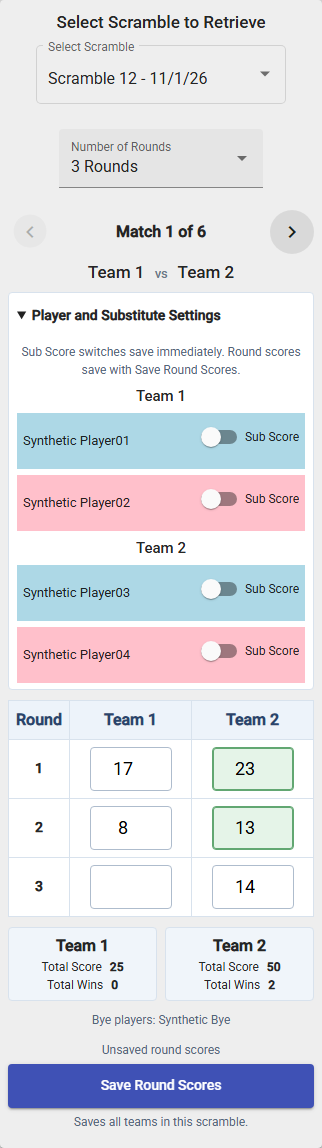 Select Scramble to Retrieve
Select Scramble
Scramble 12 - 11/1/26
Number of Rounds
3 Rounds
Match 1 of 6
Team 1 vs Team 2
Player and Substitute Settings
Sub Score switches save immediately. Round scores
save with Save Round Scores.
Team 1
Synthetic Player01 Sub Score
Synthetic Player02 Sub Score
Team 2
Synthetic Player03 Sub Score
Synthetic Player04 Sub Score
Round Team 1 Team 2
1 17 23
2 8 13
3 14
Team 1 Team 2
Total Score 25 Total Score 50
Total Wins 0 Total Wins 2
Bye players: Synthetic Bye
Unsaved round scores
Save Round Scores
Saves all teams in this scramble.